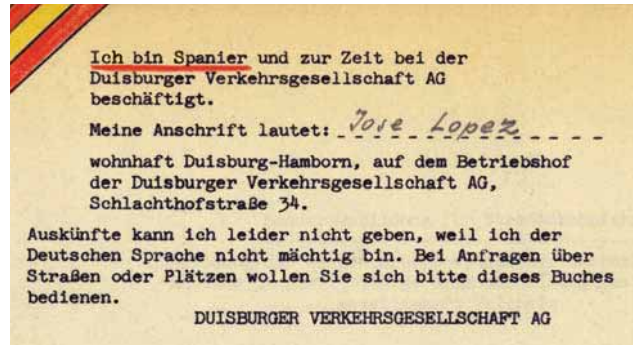 Ich bin Spanier und zur Zeit bei der
Duisburger Verkehrsgesellschaft AG
beschäftigt.
Meine Anschrift lautet: Jose Lopez
wohnhaft Duisburg-Hamborn, auf dem Betriebshof
der Duisburger Verkehrsgesellschaft AG,
Schlachthofstraße 34.
Auskünfte kann ich leider nicht geben, weil ich der
Deutschen Sprache nicht mächtig bin. Bei Anfragen über
Straßen oder Plätzen wollen Sie sich bitte dieses Buches
bedienen.
DUISBURGER VERKEHRSGESELLSCHAFT AG